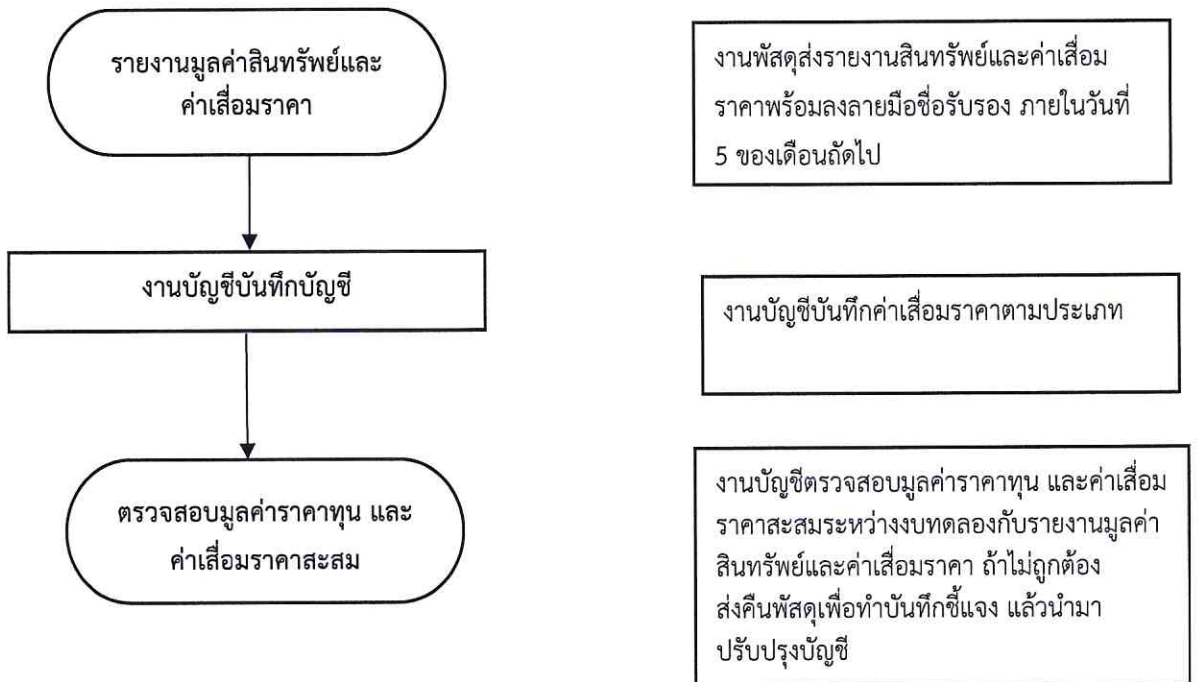 รายงานมูลค่าสินทรัพย์และ
ค่าเสื่อมราคา
งานพัสดุส่งรายงานสินทรัพย์และค่าเสื่อม
ราคาพร้อมลงลายมือชื่อรับรอง ภายในวันที่
5 ของเดือนถัดไป
งานบัญชีบันทึกบัญชี
งานบัญชีบันทึกค่าเสื่อมราคาตามประเภท
ตรวจสอบมูลค่าราคาทุน และ
ค่าเสื่อมราคาสะสม
งานบัญชีตรวจสอบมูลค่าราคาทุน และค่าเสื่อม
ราคาสะสมระหว่างงบทดลองกับรายงานมูลค่า
สินทรัพย์และค่าเสื่อมราคา ถ้าไม่ถูกต้อง
ส่งคืนพัสดุเพื่อทำบันทึกชี้แจง แล้วนำมา
ปรับปรุงบัญชี